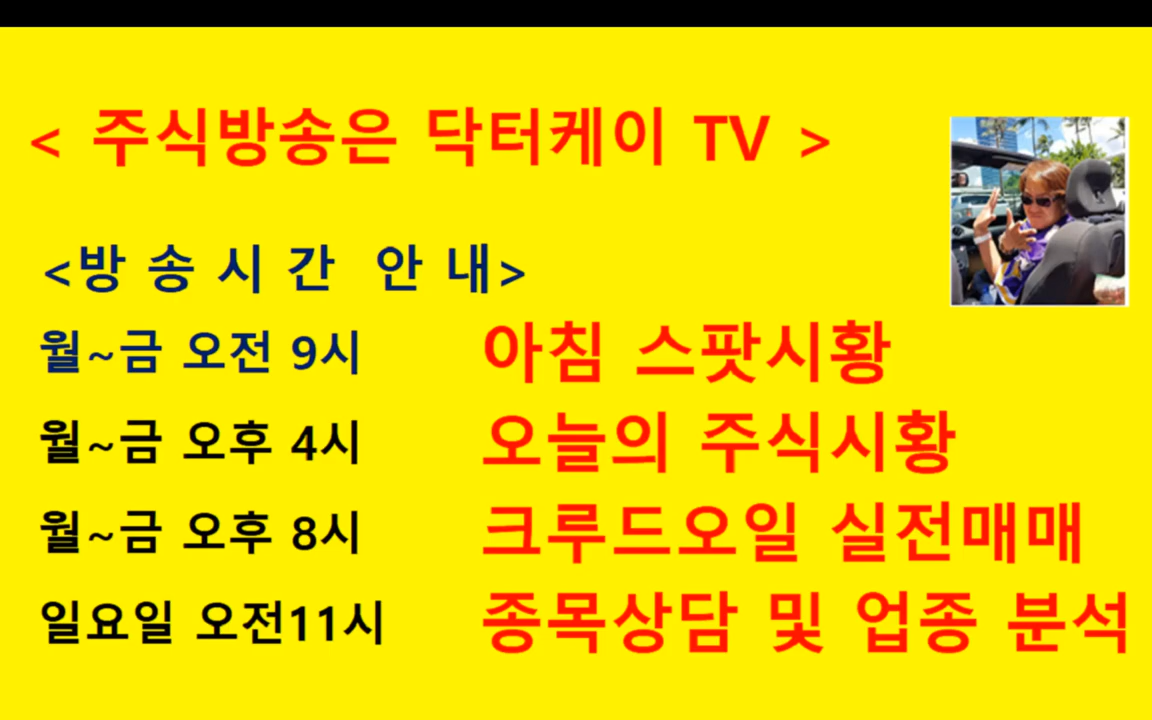 < 주식방송은 닥터케이 TV >
<방 송 시 간 안 내>
월~금 오전 9시 아침 스팟시황
월~금 오후 4시 오늘의 주식시황
월~금 오후 8시 크루드오일 실전매매
일요일 오전11시 종목상담 및 업종 분석